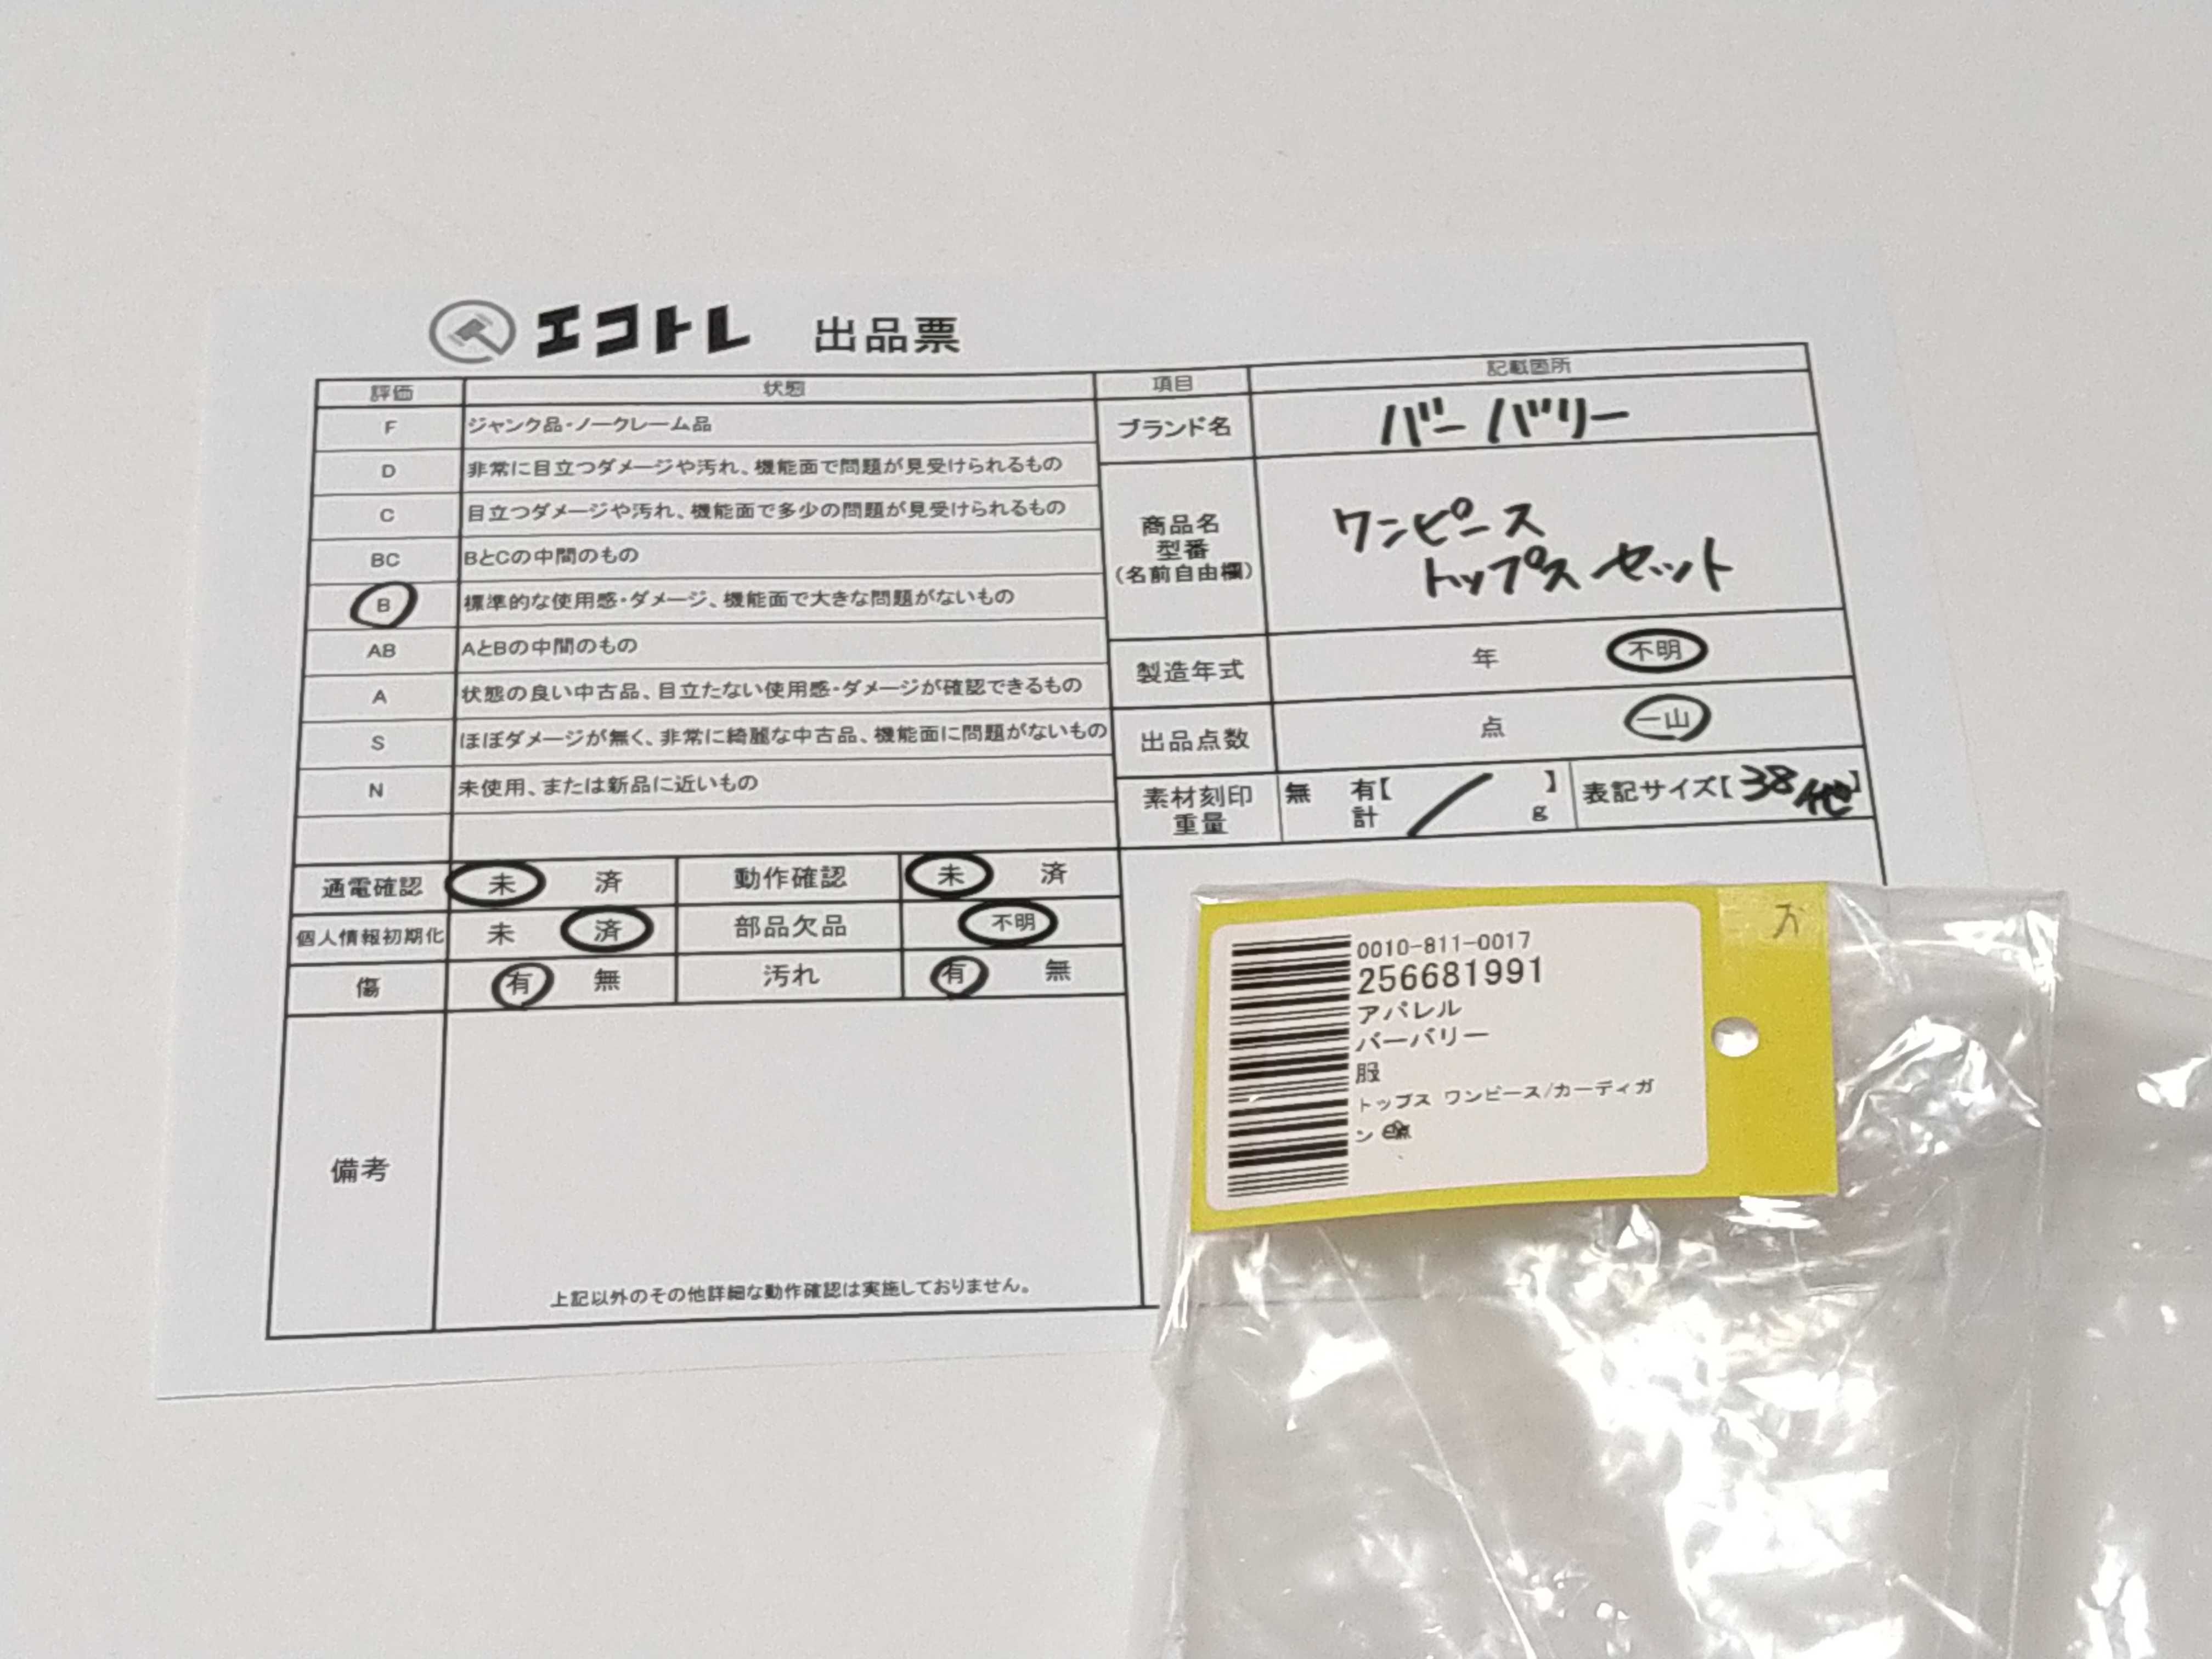 エコトレ 出品票
評価 状態 項目 記載箇所
F ジャンク品・ノークレーム品
D 非常に目立つダメージや汚れ、機能面で問題が見受けられるもの
C 目立つダメージや汚れ、機能面で多少の問題が見受けられるもの
BC BとCの中間のもの
B 標準的な使用感・ダメージ、機能面で大きな問題がないもの
AB AとBの中間のもの
A 状態の良い中古品、目立たない使用感・ダメージが確認できるもの
S ほぼダメージが無く、非常に綺麗な中古品、機能面に問題がないもの
N 未使用、または新品に近いもの
ブランド名 バーバリー
商品名
型番
(名前自由欄)
ワンピース
トップス セット
製造年式 年 不明
出品点数 点 一山
素材刻印
重量
無 有【 】
計 g
表記サイズ【38/他】
通電確認 未 済 動作確認 未 済
個人情報初期化 未 済 部品欠品 不明
傷 有 無 汚れ 有 無
備考
上記以外のその他詳細な動作確認は実施しておりません。
0010-811-0017
256681991
アパレル
バーバリー
服
トップス ワンピース/カーディガ
ン